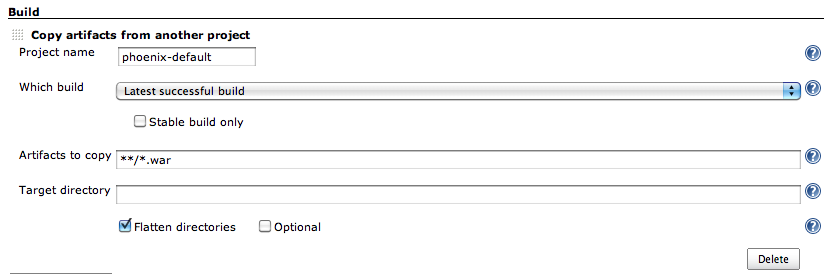 Build
Copy artifacts from another project
Project name phoenix-default
Which build Latest successful build
Stable build only
Artifacts to copy **/*.war
Target directory
Flatten directories Optional
Delete